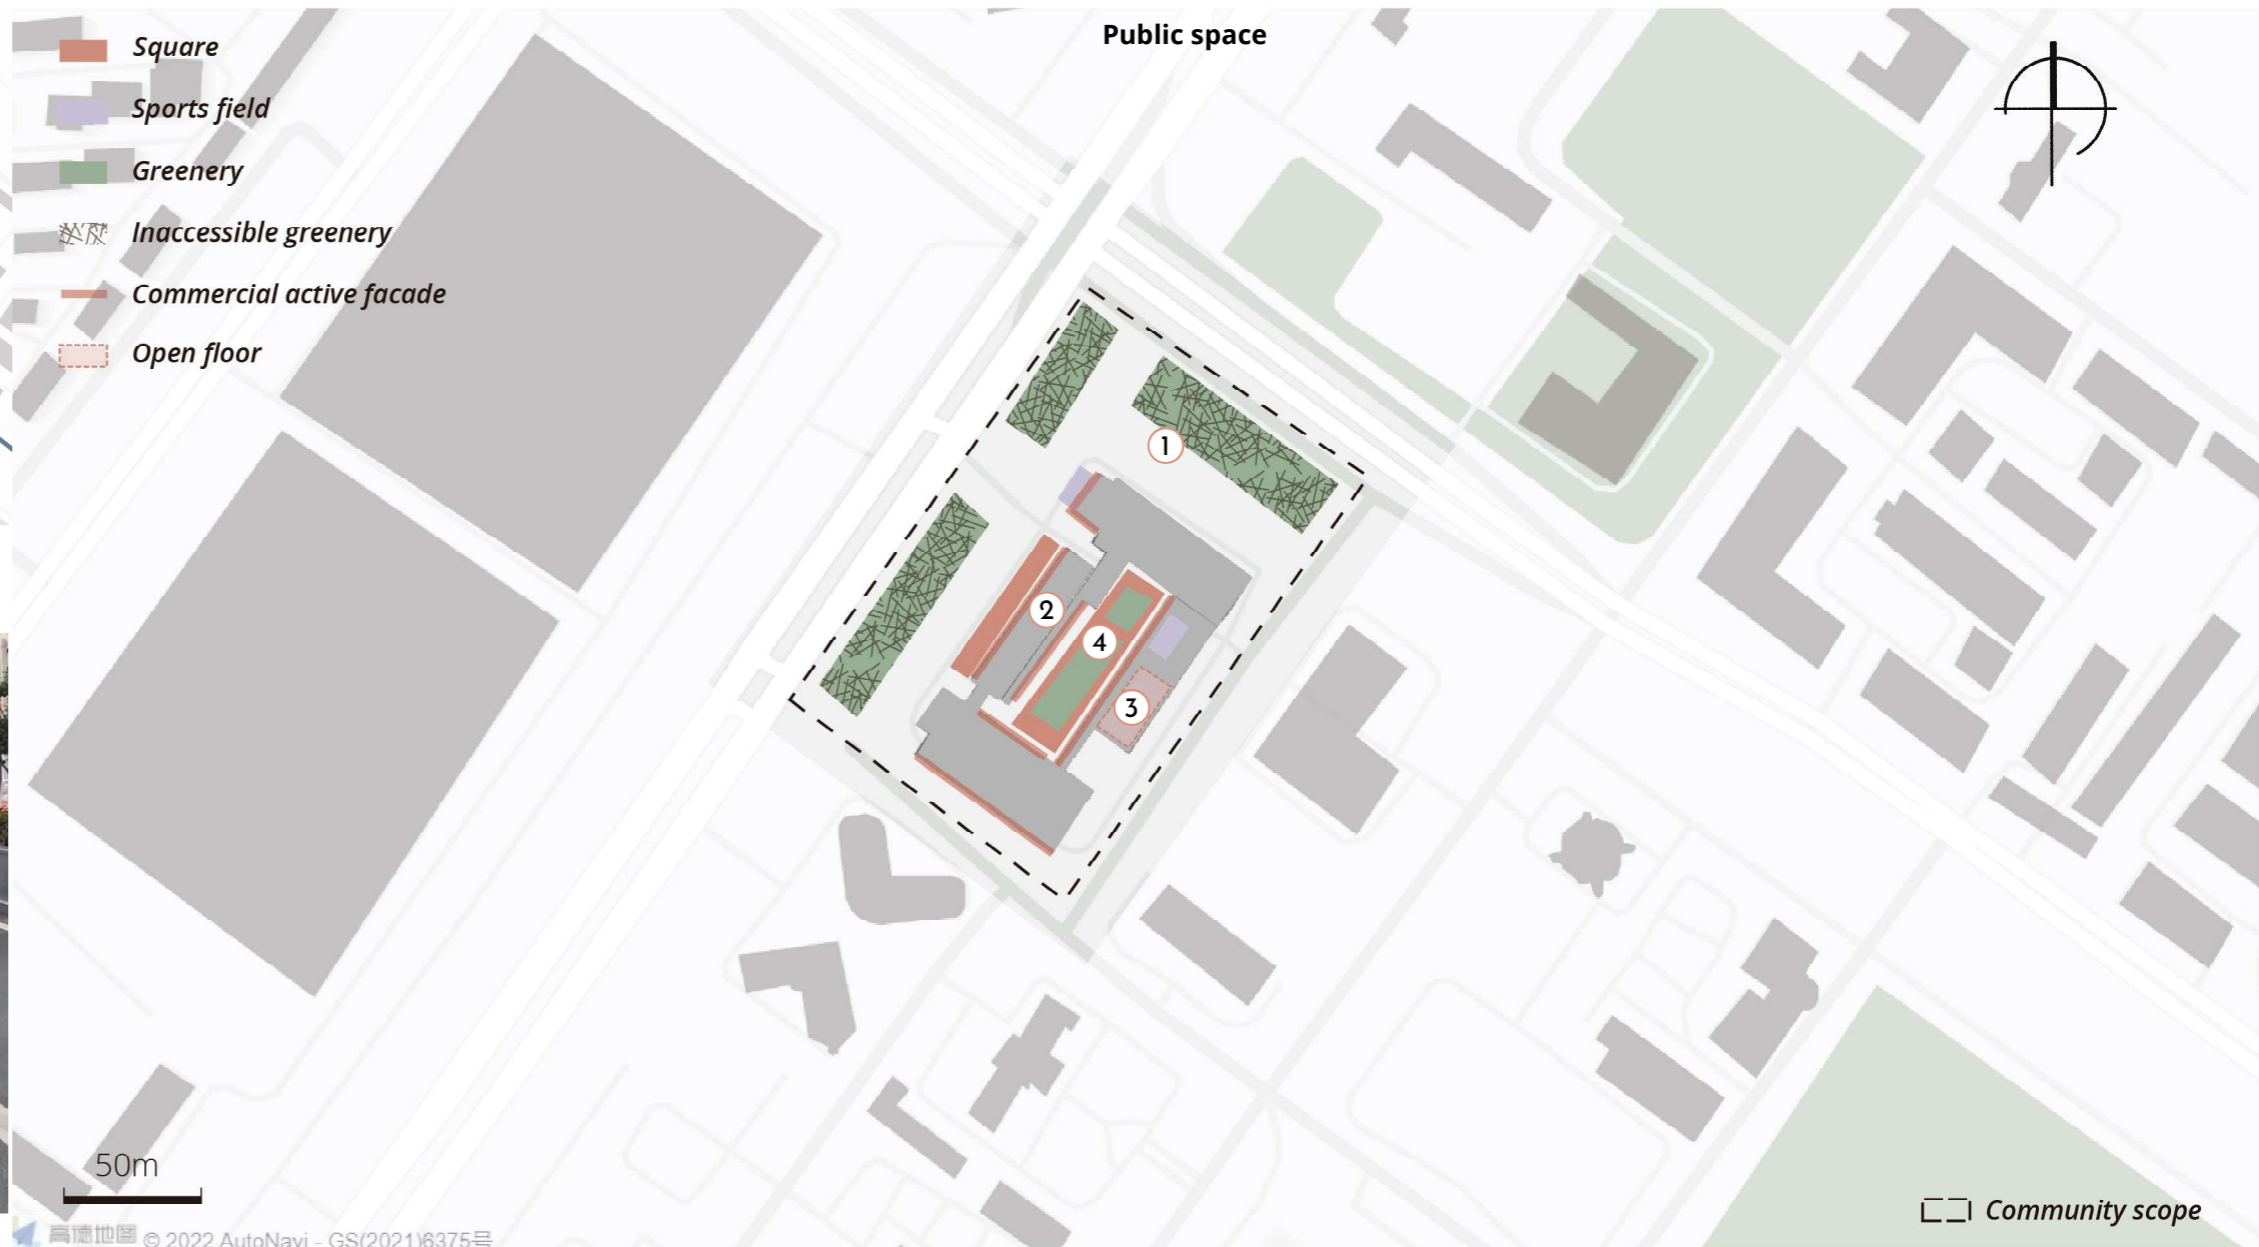 Public space
Square
Sports field
Greenery
Inaccessible greenery
Commercial active facade
Open floor
1
2
4
3
50m
Community scope
高德地图 © 2022 AutoNavi - GS(2021)6375号